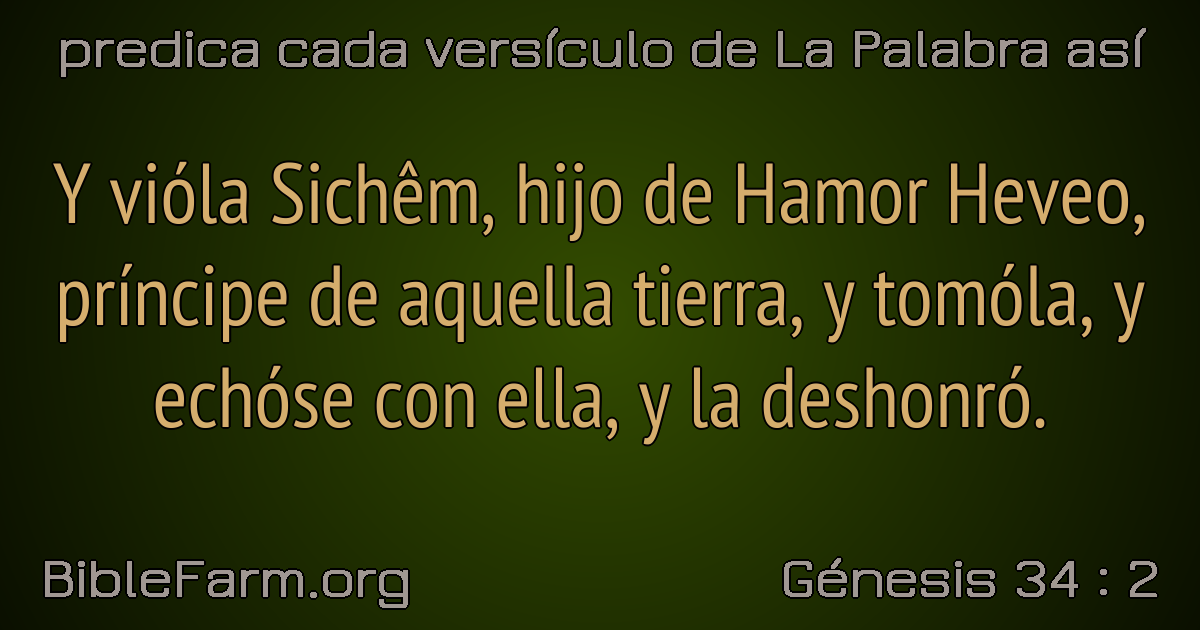 predica cada versículo de La Palabra así
Y vióla Sichêm, hijo de Hamor Heveo,
príncipe de aquella tierra, y tomóla, y
echóse con ella, y la deshonró.
BibleFarm.org
Génesis 34 : 2